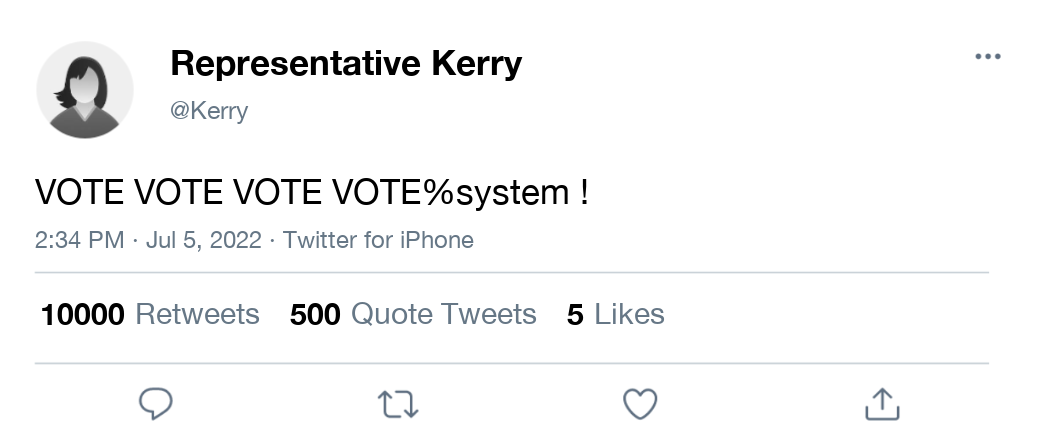 Representative Kerry
@Kerry
VOTE VOTE VOTE VOTE%system !
2:34 PM · Jul 5, 2022 · Twitter for iPhone
10000 Retweets 500 Quote Tweets 5 Likes